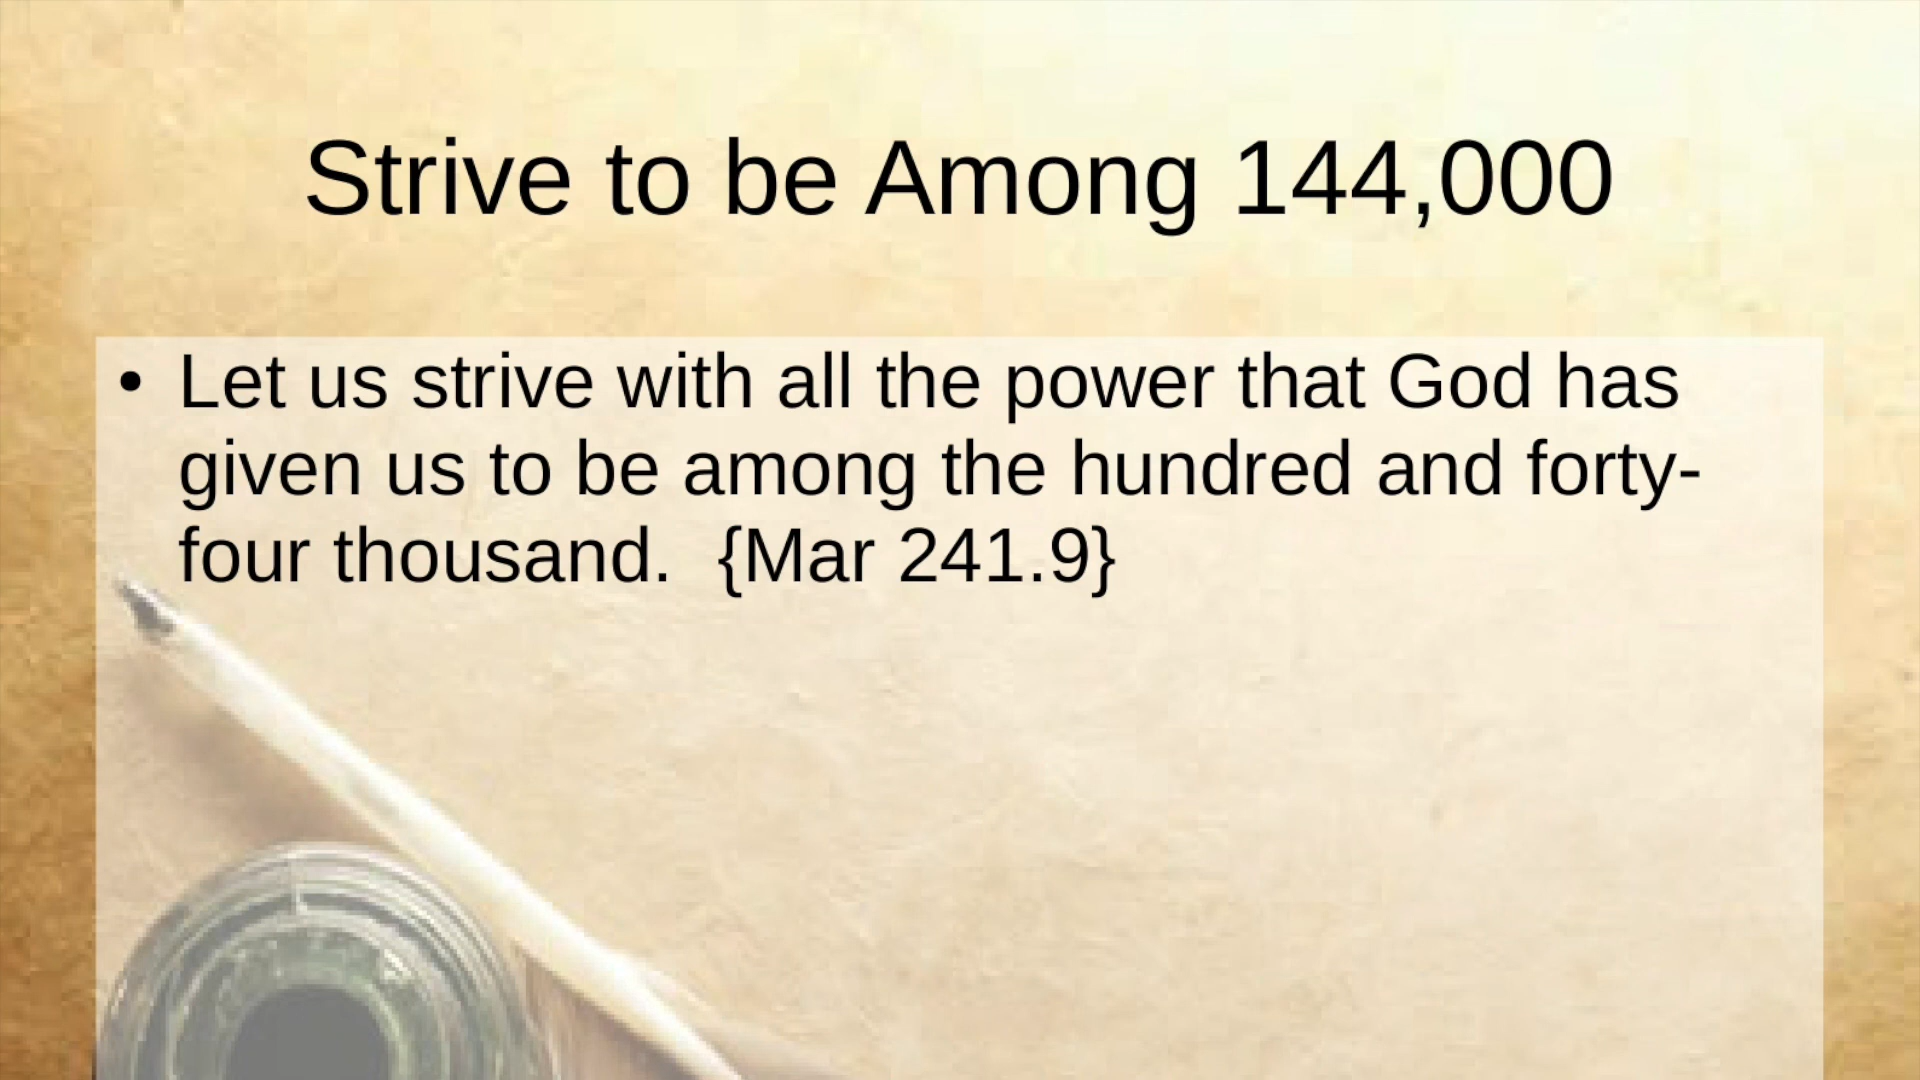 Strive to be Among 144,000
• Let us strive with all the power that God has
given us to be among the hundred and forty-
four thousand.  {Mar 241.9}